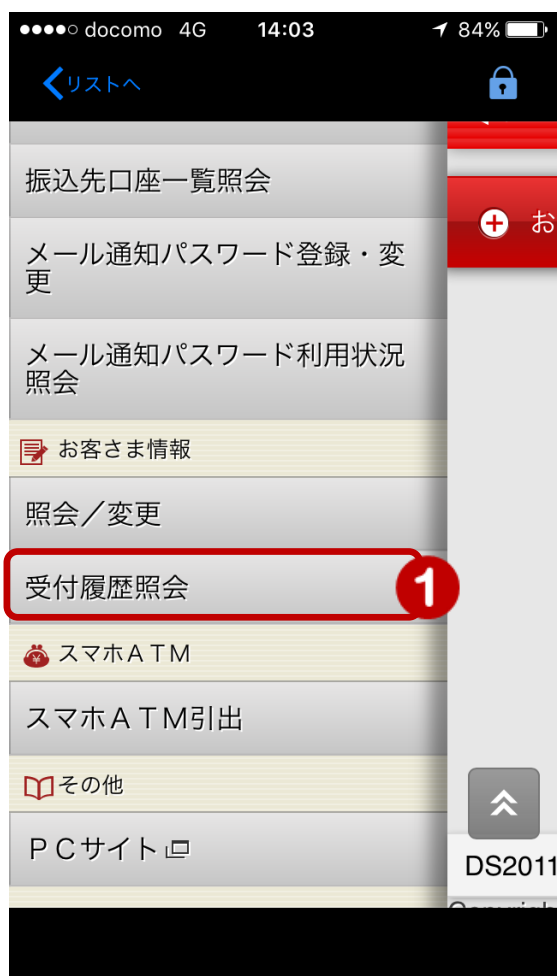 docomo 4G 14:03 84%
リストへ
振込先口座一覧照会
お
メール通知パスワード登録・変
更
メール通知パスワード利用状況
照会
お客さま情報
照会／変更
受付履歴照会 1
スマホＡＴＭ
スマホＡＴＭ引出
その他
ＰＣサイト
DS2011